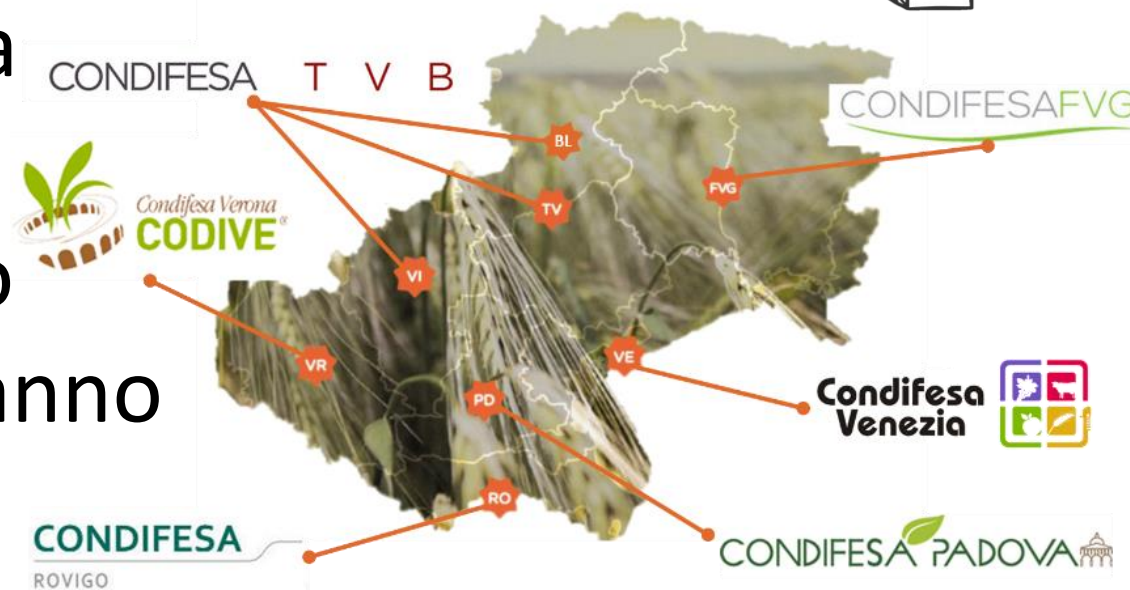 a
CONDIFESA T V B
CONDIFESAFVG
BL
Condifesa Verona
CODIVE®
TV
FVG
o
VI
VR
VE
anno
PD
Condifesa
Venezia
RO
CONDIFESA
ROVIGO
CONDIFESA PADOVA